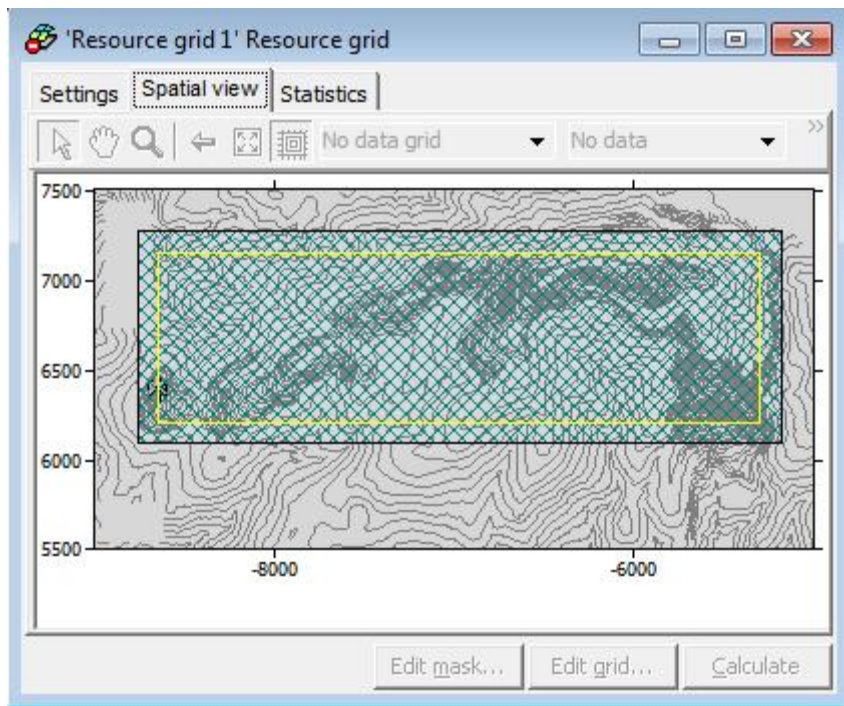 'Resource grid 1' Resource grid
Settings Spatial view Statistics
No data grid No data
7500
7000
6500
6000
5500
-8000 -6000
Edit mask... Edit grid... Calculate